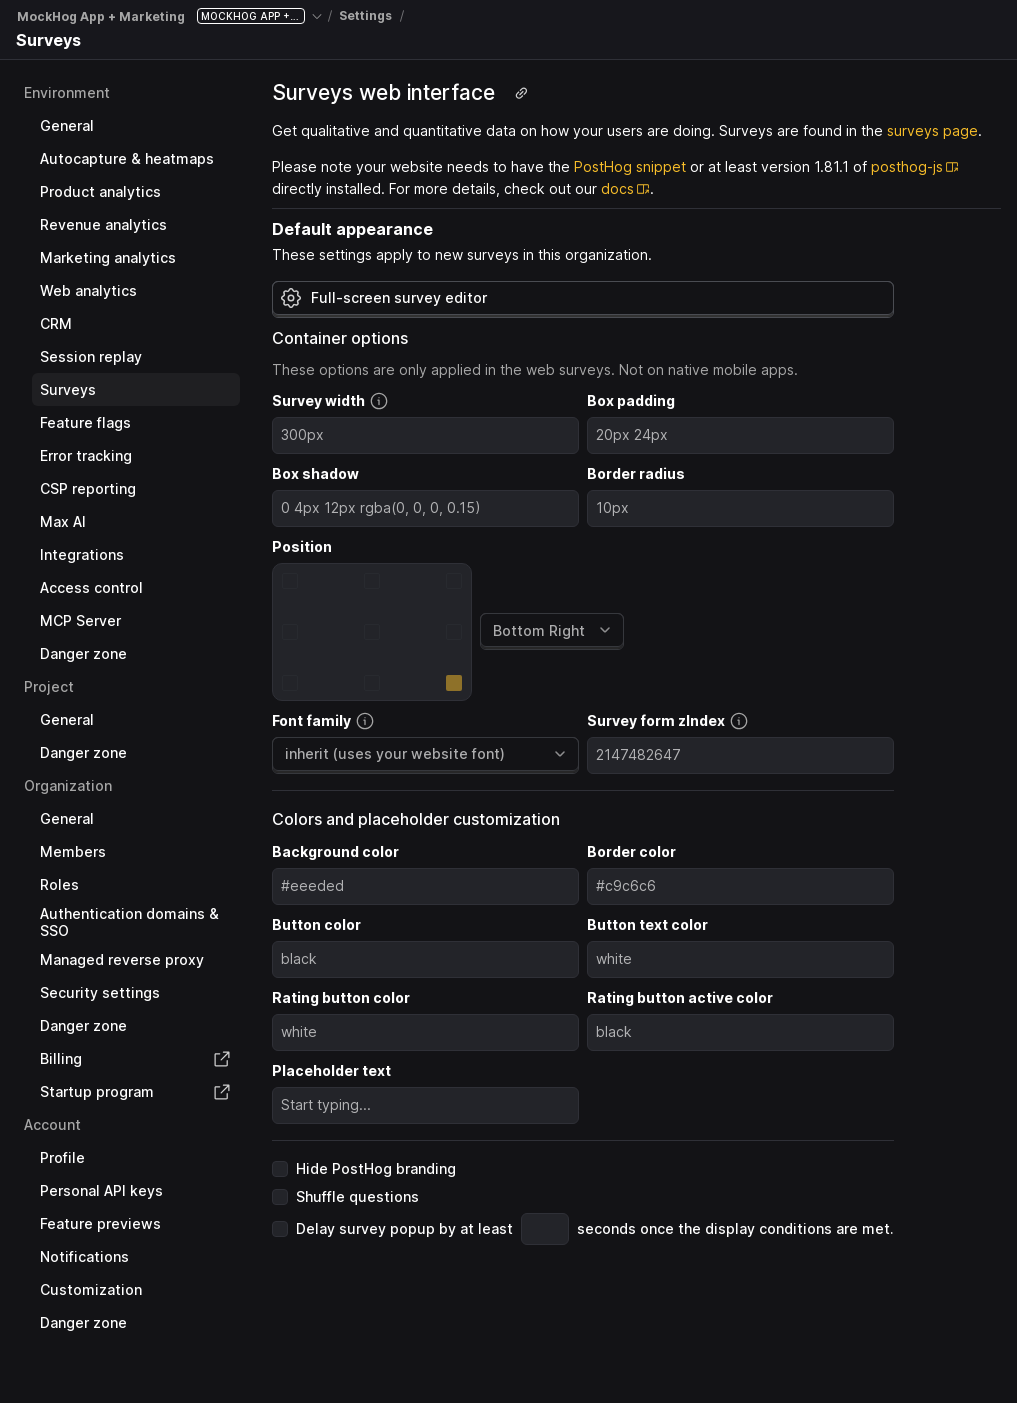 MockHog App + Marketing MOCKHOG APP +... / Settings /
Surveys
Environment
General
Autocapture & heatmaps
Product analytics
Revenue analytics
Marketing analytics
Web analytics
CRM
Session replay
Surveys
Feature flags
Error tracking
CSP reporting
Max AI
Integrations
Access control
MCP Server
Danger zone
Project
General
Danger zone
Organization
General
Members
Roles
Authentication domains &
SSO
Managed reverse proxy
Security settings
Danger zone
Billing
Startup program
Account
Profile
Personal API keys
Feature previews
Notifications
Customization
Danger zone
Surveys web interface
Get qualitative and quantitative data on how your users are doing. Surveys are found in the surveys page.
Please note your website needs to have the PostHog snippet or at least version 1.81.1 of posthog-js
directly installed. For more details, check out our docs.
Default appearance
These settings apply to new surveys in this organization.
Full-screen survey editor
Container options
These options are only applied in the web surveys. Not on native mobile apps.
Survey width Box padding
300px 20px 24px
Box shadow Border radius
0 4px 12px rgba(0, 0, 0, 0.15) 10px
Position
Bottom Right
Font family Survey form zIndex
inherit (uses your website font) 2147482647
Colors and placeholder customization
Background color Border color
#eeeded #c9c6c6
Button color Button text color
black white
Rating button color Rating button active color
white black
Placeholder text
Start typing...
Hide PostHog branding
Shuffle questions
Delay survey popup by at least seconds once the display conditions are met.